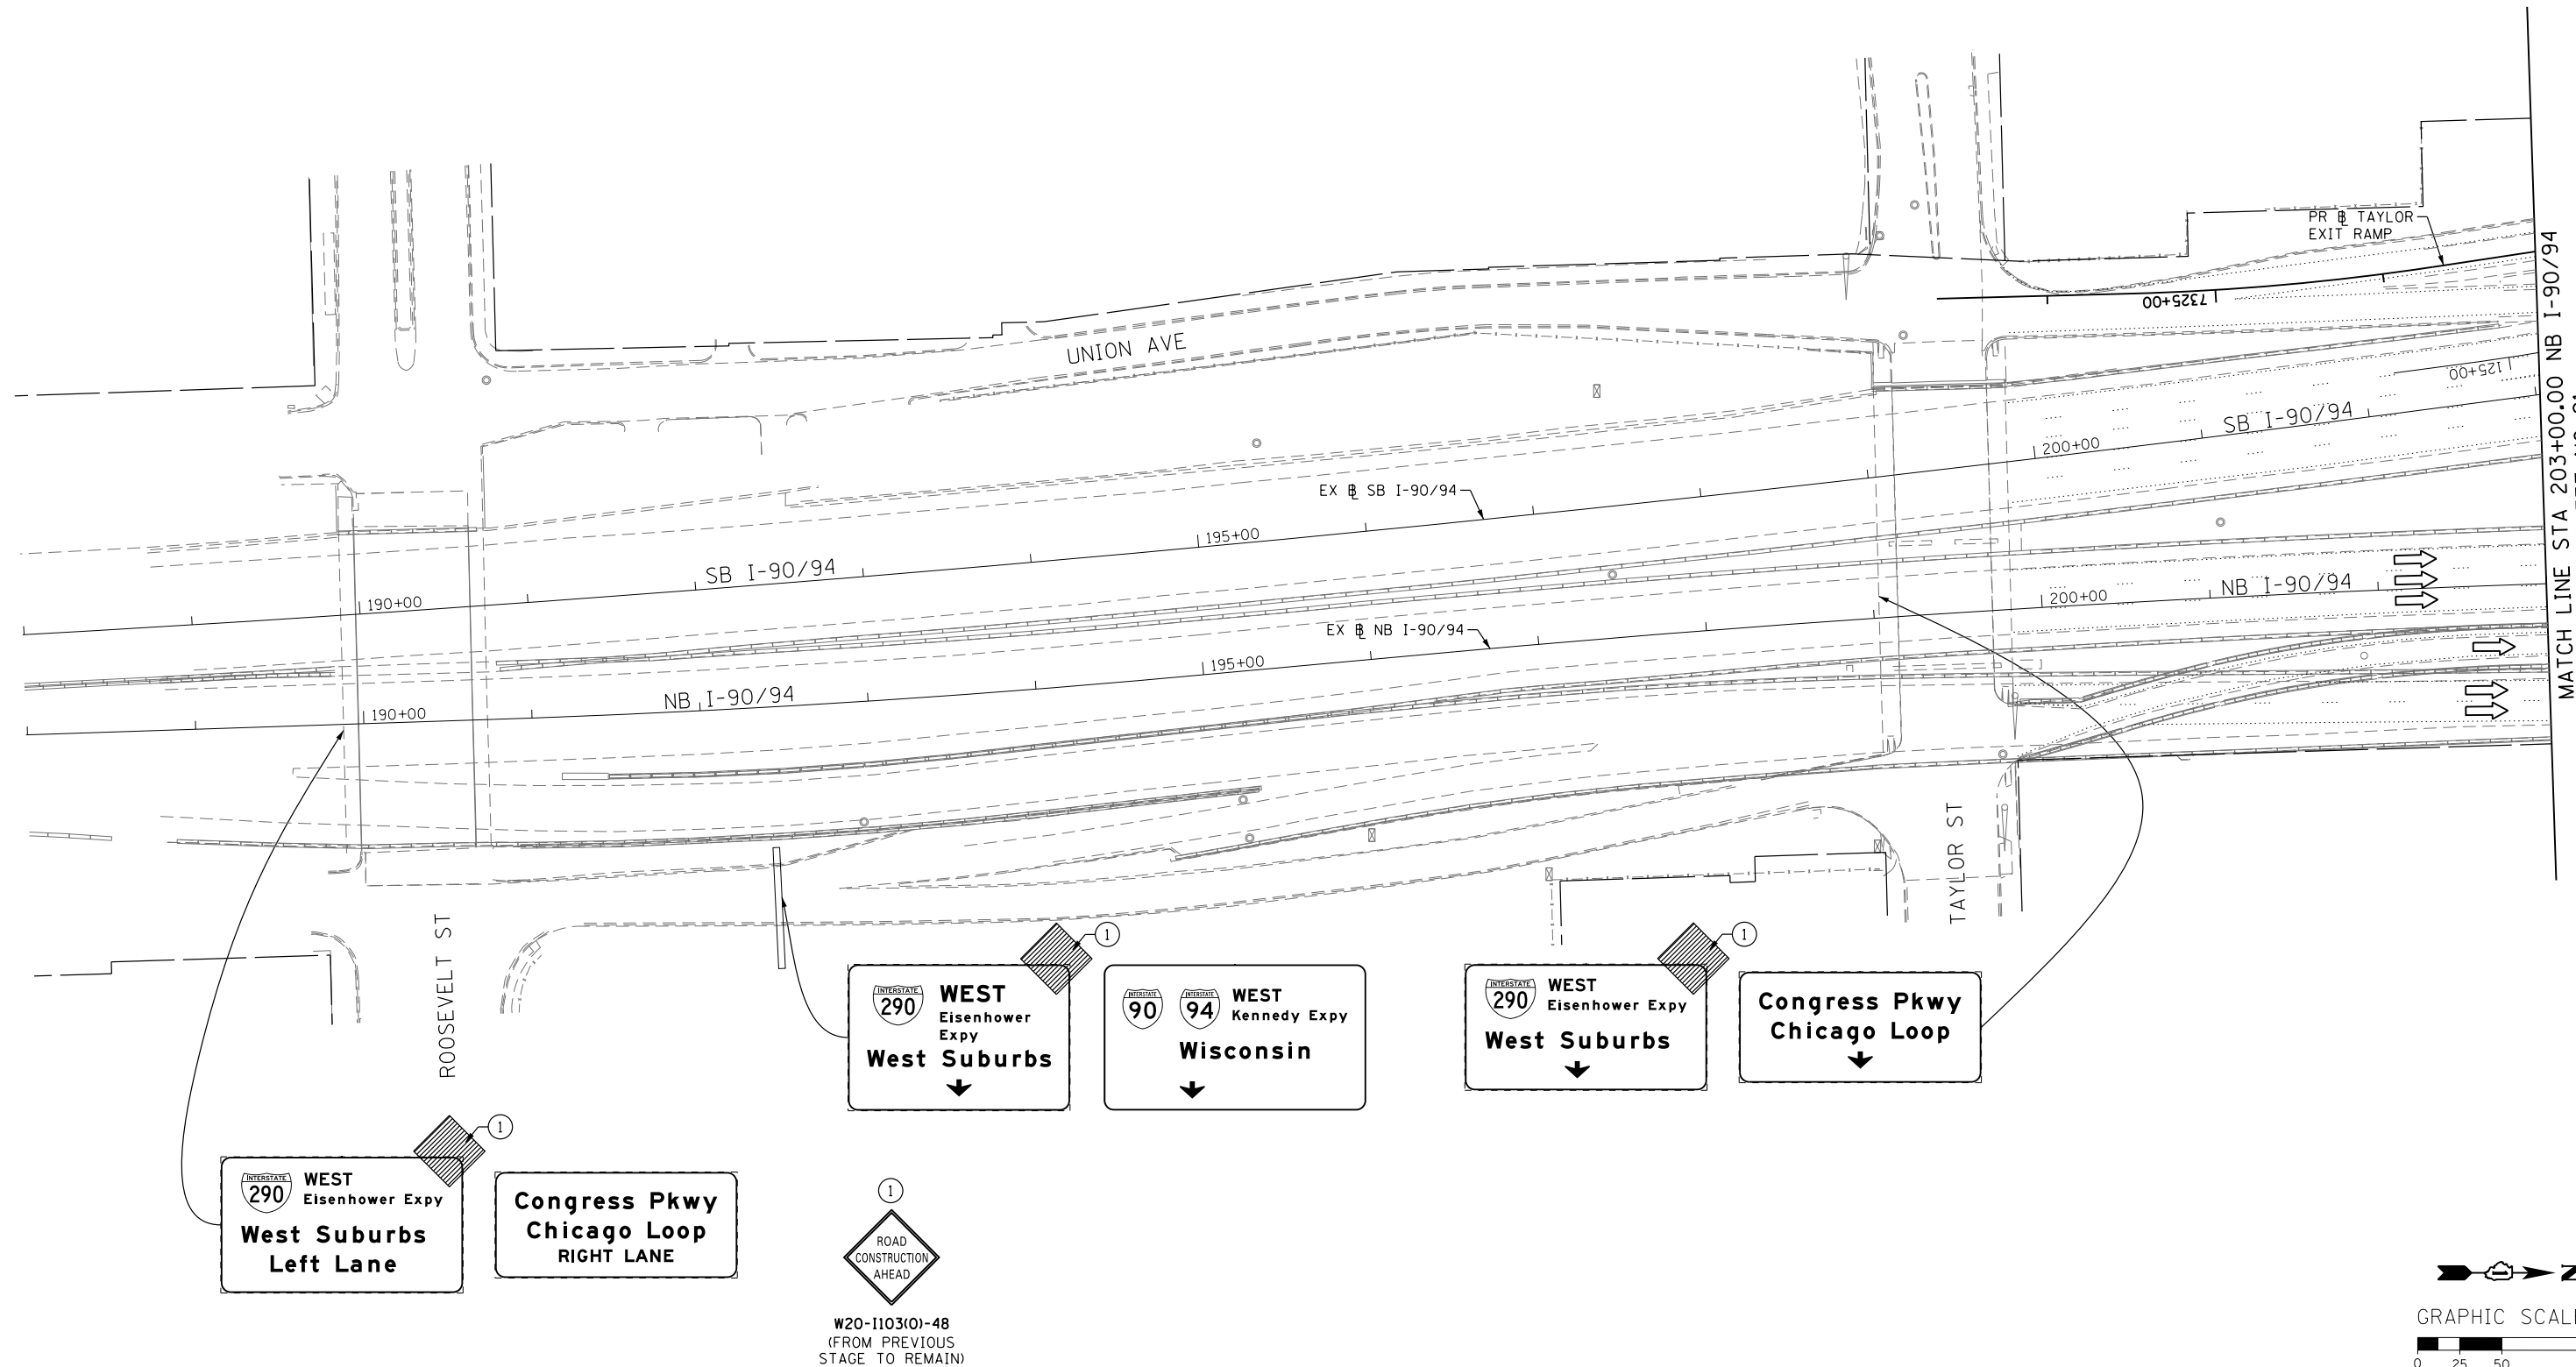 PR ℄ TAYLOR
EXIT RAMP
7325+00
UNION AVE
125+00
SB I-90/94
200+00
EX ℄ SB I-90/94
195+00
SB I-90/94
190+00
NB I-90/94
200+00
EX ℄ NB I-90/94
195+00
NB I-90/94
190+00
MATCH LINE STA 203+00.00 NB I-90/94
ROOSEVELT ST
TAYLOR ST
1
INTERSTATE
290
WEST
Eisenhower
Expy
West Suburbs
INTERSTATE
90
INTERSTATE
94
WEST
Kennedy Expy
Wisconsin
1
INTERSTATE
290
WEST
Eisenhower Expy
West Suburbs
Congress Pkwy
Chicago Loop
1
INTERSTATE
290
WEST
Eisenhower Expy
West Suburbs
Left Lane
Congress Pkwy
Chicago Loop
RIGHT LANE
1
ROAD
CONSTRUCTION
AHEAD
W20-I103(O)-48
(FROM PREVIOUS
STAGE TO REMAIN)
GRAPHIC SCALE
0 25 50